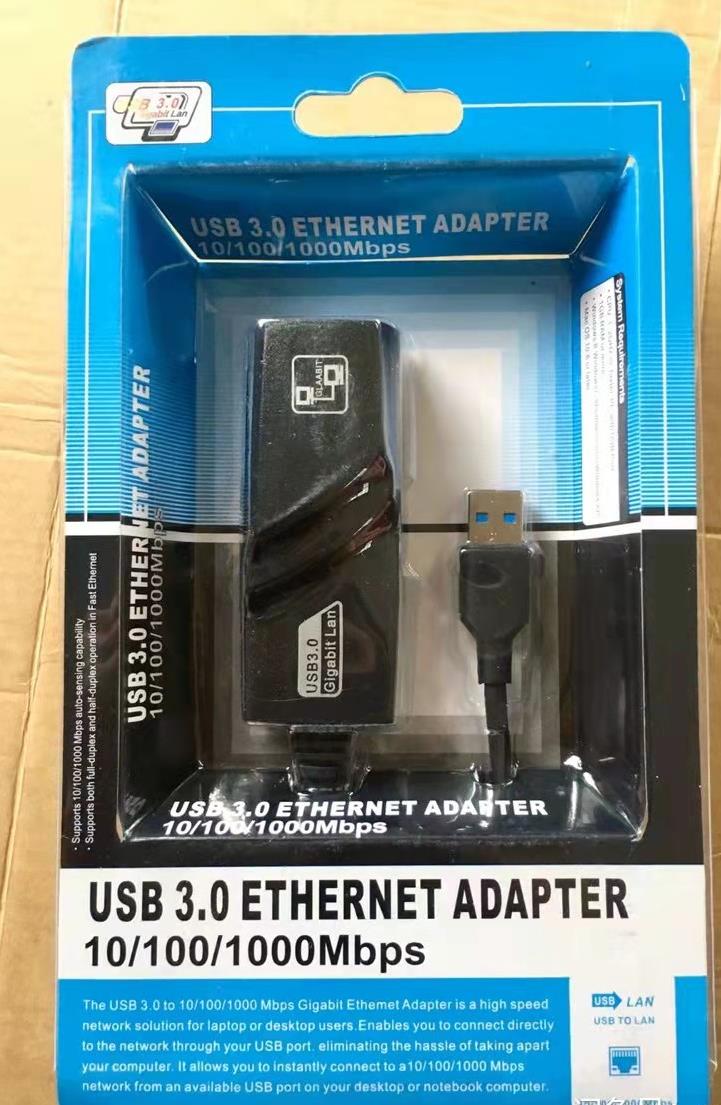 USB 3.0
Gigabit Lan
USB 3.0 ETHERNET ADAPTER
10/100/1000Mbps
System Requirements
GLAABIT
USB 3.0 ETHERNET ADAPTER
10/100/1000Mbps
USB3.0
Gigabit Lan
· Supports 10/100/1000 Mbps auto-sensing capability
· Supports both full-duplex and half-duplex operation in Fast Ethernet
USB 3.0 ETHERNET ADAPTER
10/100/1000Mbps
USB 3.0 ETHERNET ADAPTER
10/100/1000Mbps
The USB 3.0 to 10/100/1000 Mbps Gigabit Ethemet Adapter is a high speed
network solution for laptop or desktop users.Enables you to connect directly
to the network through your USB port. eliminating the hassle of taking apart
your computer. It allows you to instantly connect to a10/100/1000 Mbps
network from an available USB port on your desktop or notebook computer.
USB LAN
USB TO LAN